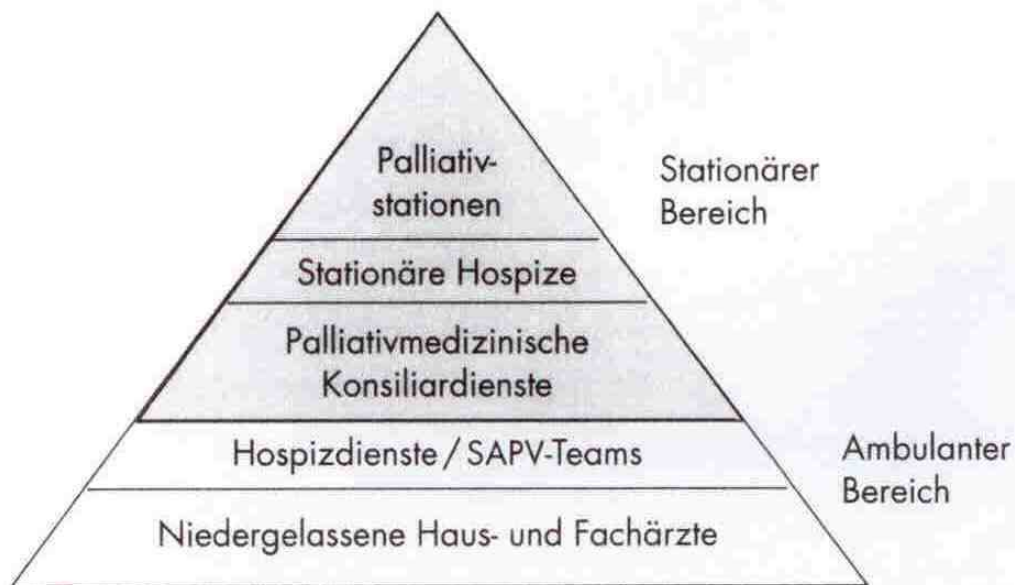 Palliativ-
stationen
Stationärer
Bereich
Stationäre Hospize
Palliativmedizinische
Konsiliardienste
Hospizdienste / SAPV-Teams
Ambulanter
Bereich
Niedergelassene Haus- und Fachärzte